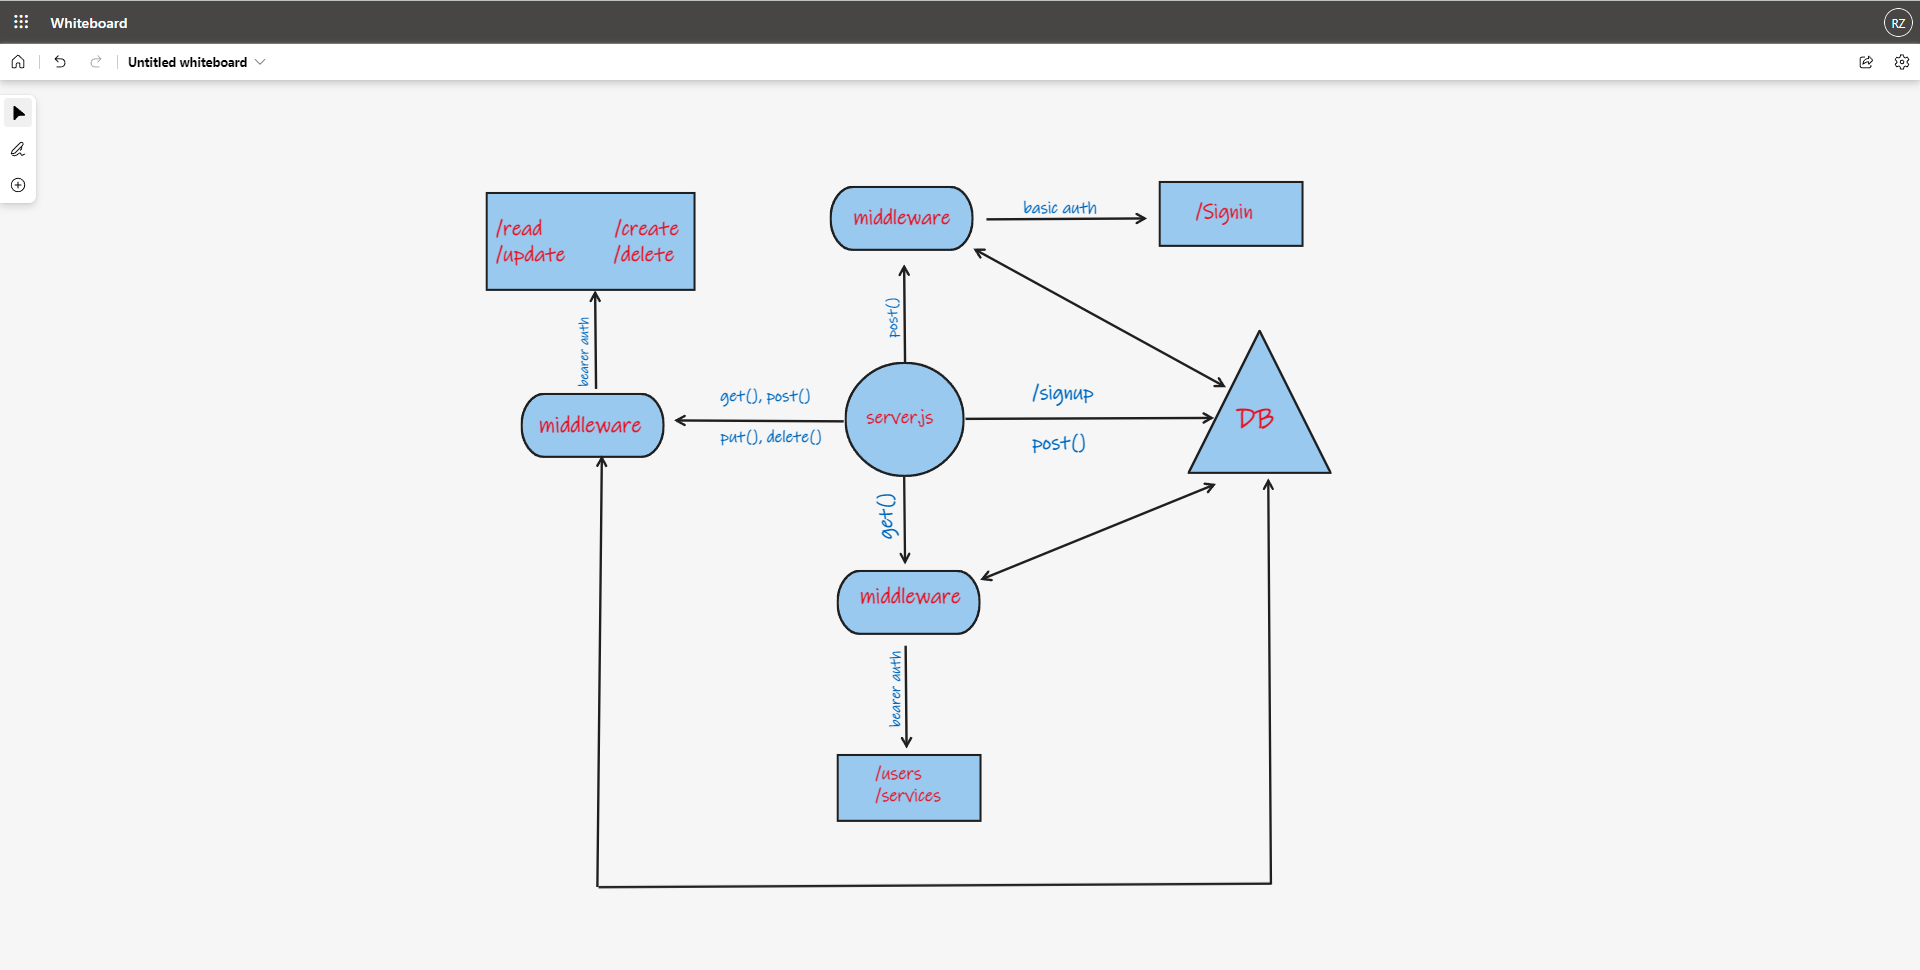 Whiteboard
RZ
Untitled whiteboard
/read /create
/update /delete
middleware
basic auth
/Signin
bearer auth
post()
middleware
get(), post()
put(), delete()
server.js
/signup
post()
DB
get()
middleware
bearer auth
/users
/services